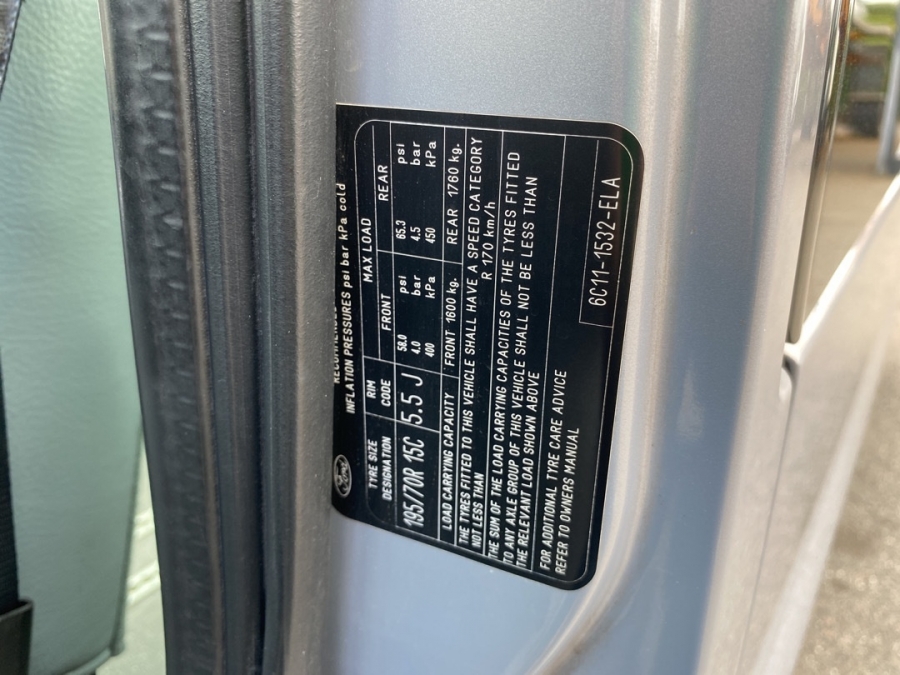 Ford
INFLATION PRESSURES psi bar kPa cold
TYRE SIZE DESIGNATION RIM CODE MAX LOAD
FRONT REAR
195/70R 15C 5.5 J 58.0 psi 65.3 psi
4.0 bar 4.5 bar
400 kPa 450 kPa
LOAD CARRYING CAPACITY FRONT 1600 kg. REAR 1760 kg.
THE TYRES FITTED TO THIS VEHICLE SHALL HAVE A SPEED CATEGORY
NOT LESS THAN R 170 km/h
THE SUM OF THE LOAD CARRYING CAPACITIES OF THE TYRES FITTED
TO ANY AXLE GROUP OF THIS VEHICLE SHALL NOT BE LESS THAN
THE RELEVANT LOAD SHOWN ABOVE
FOR ADDITIONAL TYRE CARE ADVICE
REFER TO OWNERS MANUAL
6C11-1532-ELA